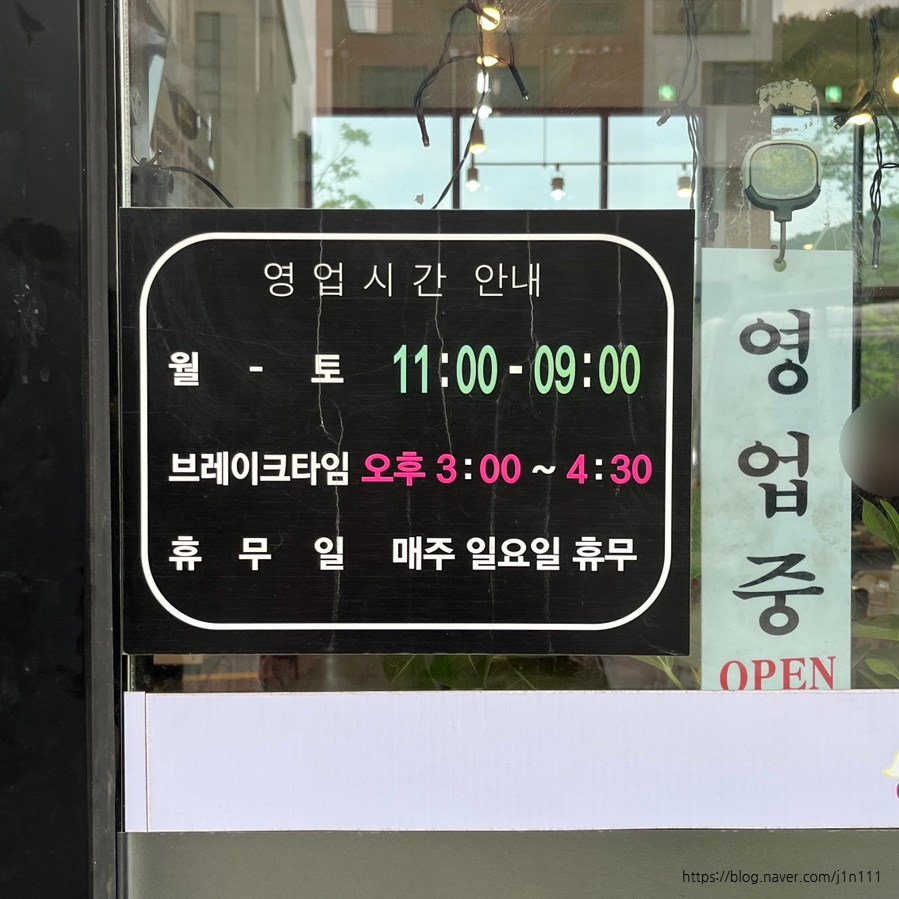 영업시간 안내
월 - 토 11:00 - 09:00
브레이크타임 오후 3:00 ~ 4:30
휴 무 일 매주 일요일 휴무
영업중
OPEN
https://blog.naver.com/j1n111